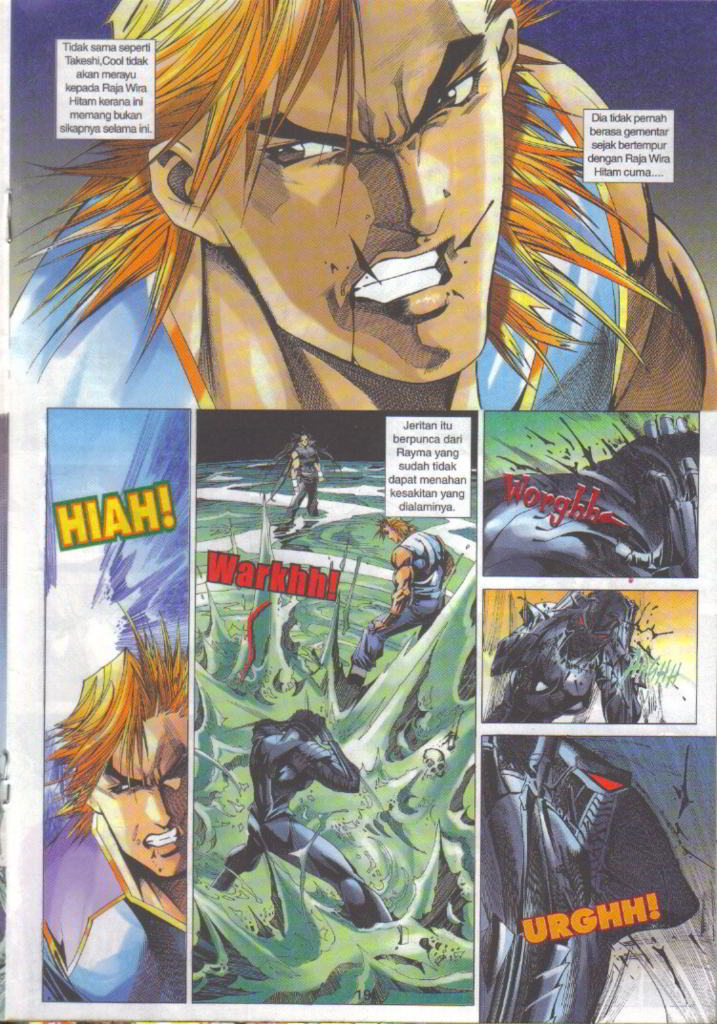 Tidak sama seperti
Takeshi,Cool tidak
akan merayu
kepada Raja Wira
Hitam kerana ini
memang bukan
sikapnya selama ini.
Dia tidak pernah
berasa gementar
sejak bertempur
dengan Raja Wira
Hitam cuma....
HIAH!
Jeritan itu
berpunca dari
Rayma yang
sudah tidak
dapat menahan
kesakitan yang
dialaminya.
Warkhh!
Worghh
URGHH!
19